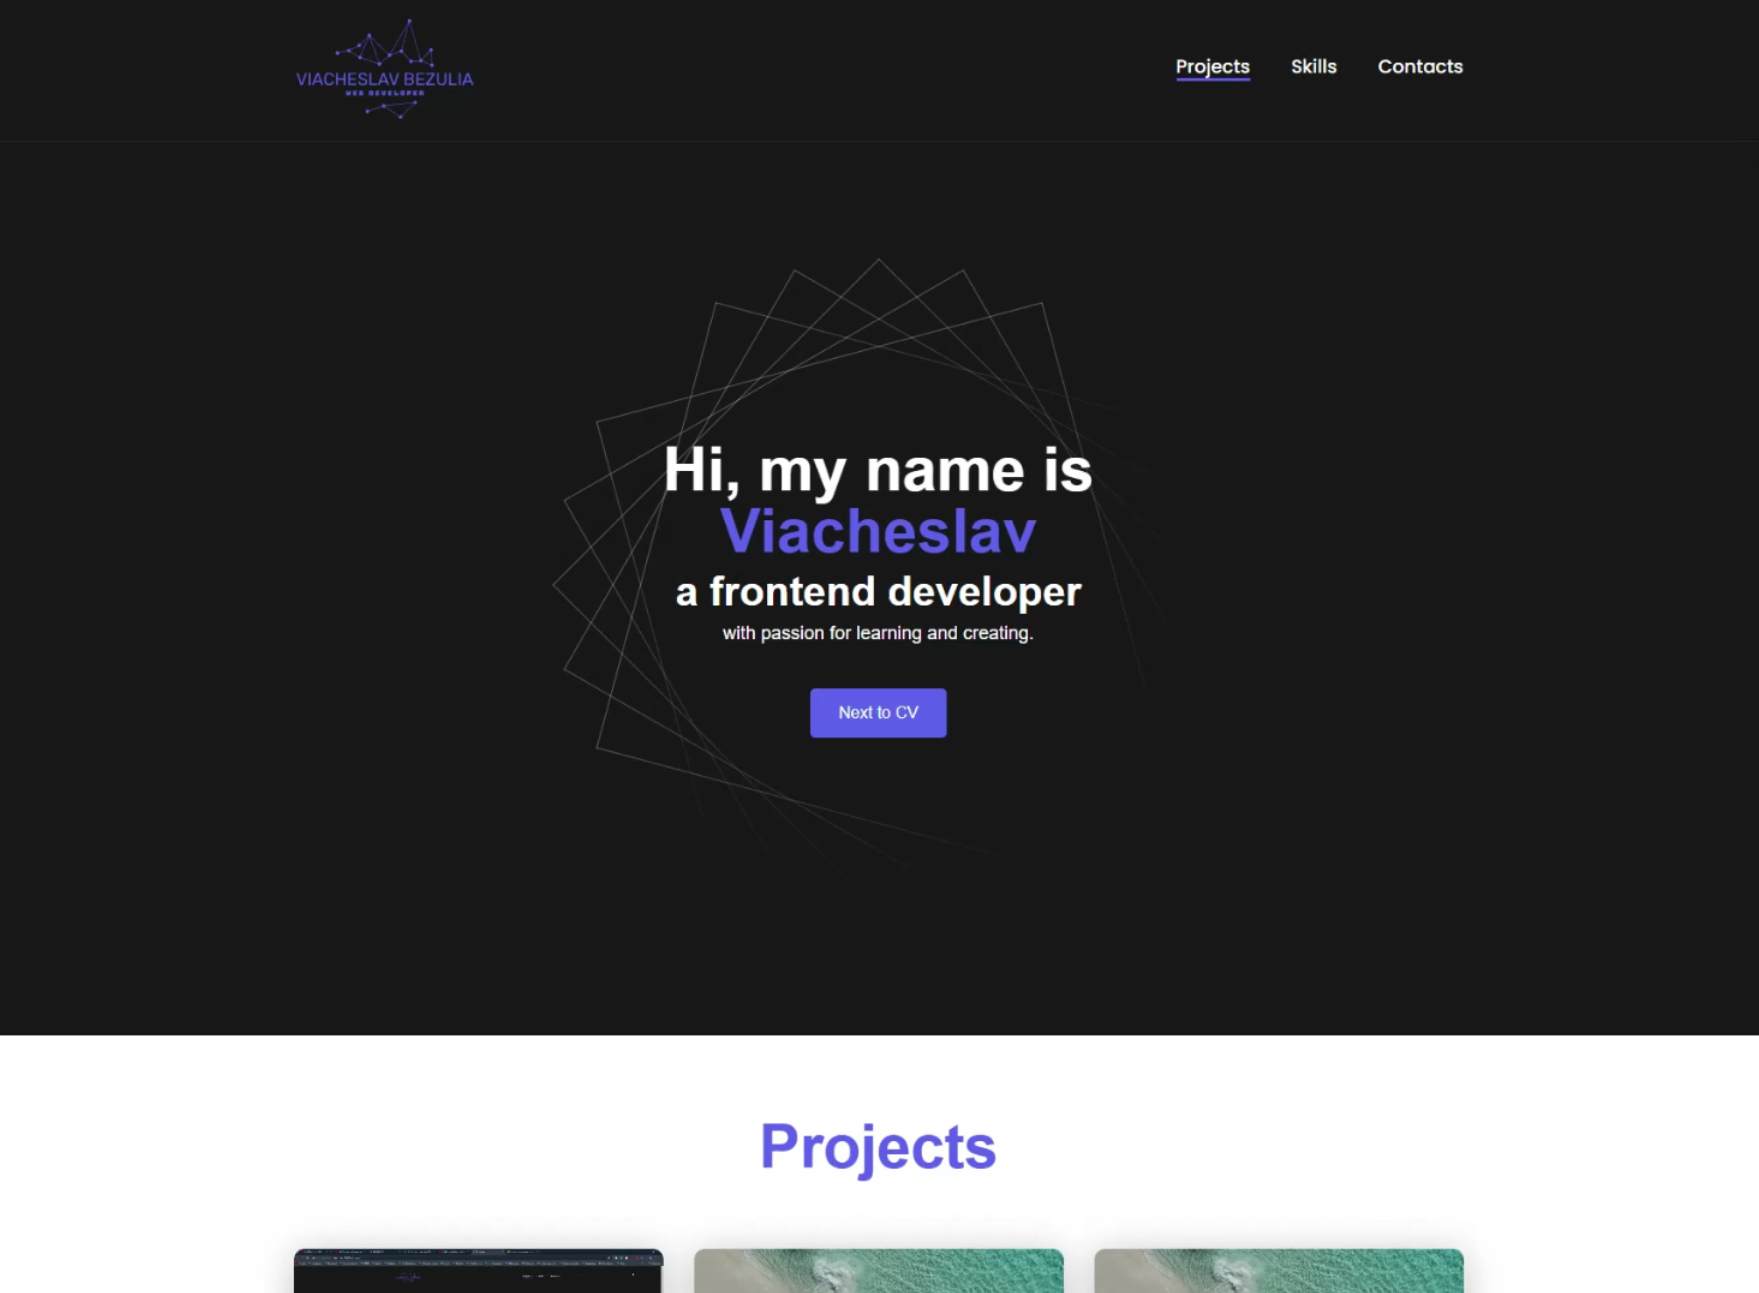 VIACHESLAV BEZULIA
WEB DEVELOPER
Projects
Skills
Contacts
Hi, my name is
Viacheslav
a frontend developer
with passion for learning and creating.
Next to CV
Projects